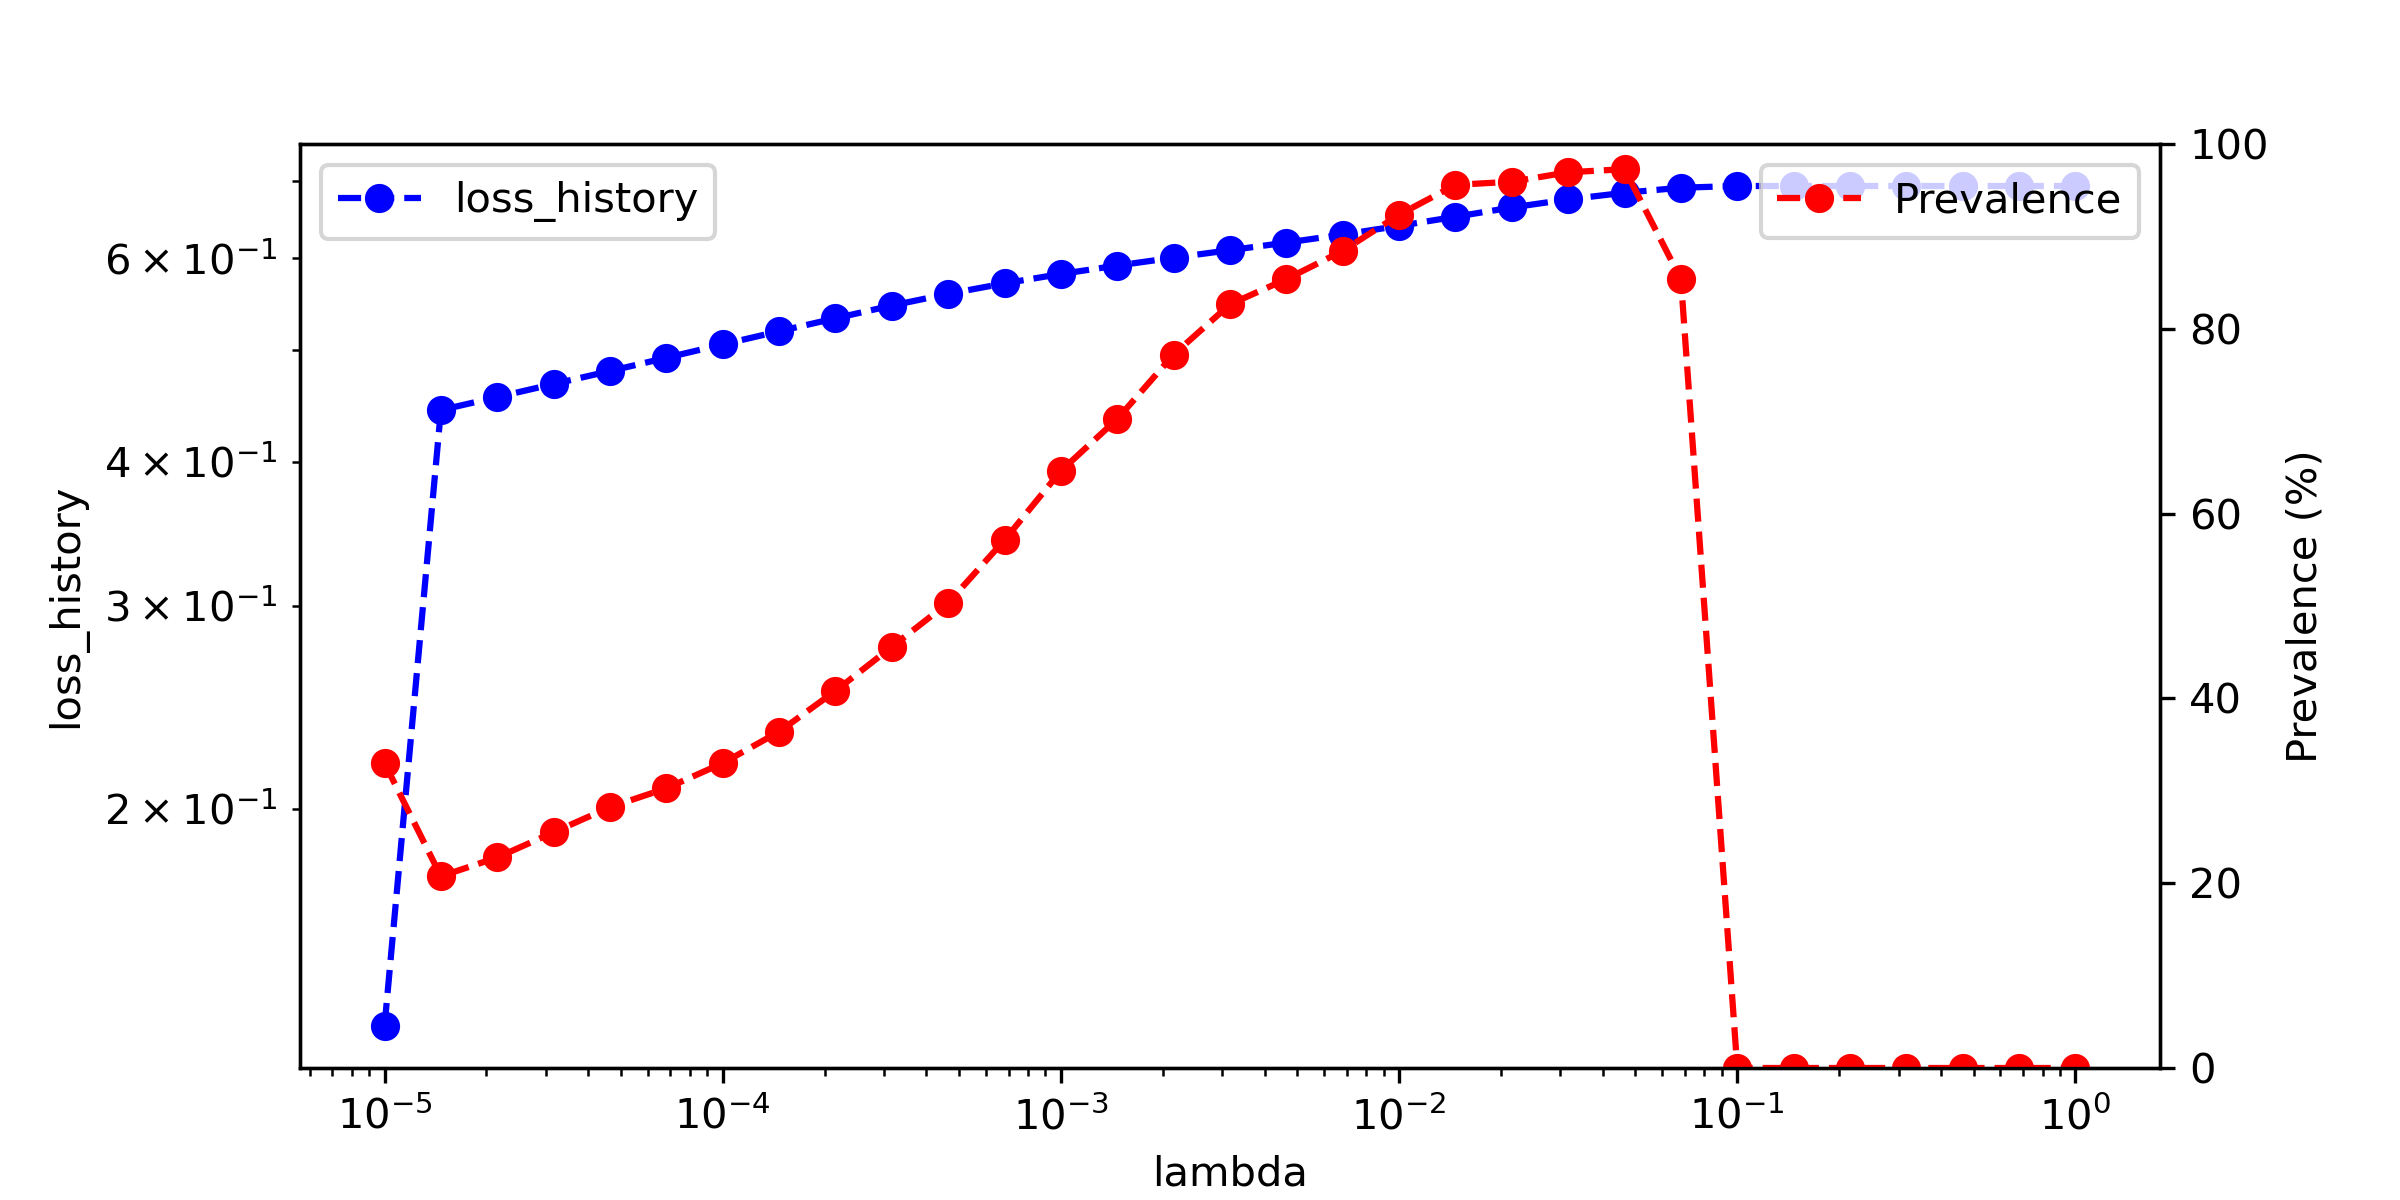 loss_history
Prevalence
6 × 10⁻¹
4 × 10⁻¹
3 × 10⁻¹
2 × 10⁻¹
loss_history
100
80
60
40
20
0
Prevalence (%)
10⁻⁵ 10⁻⁴ 10⁻³ 10⁻² 10⁻¹ 10⁰
lambda